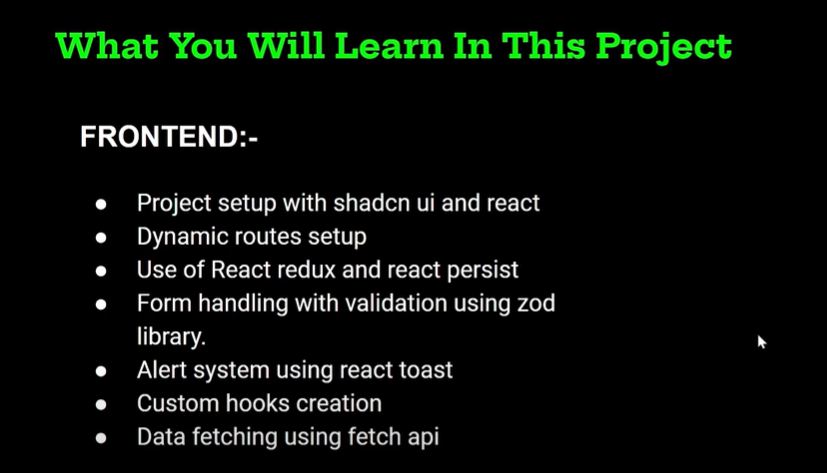 What You Will Learn In This Project
FRONTEND:-
● Project setup with shadcn ui and react
● Dynamic routes setup
● Use of React redux and react persist
● Form handling with validation using zod
library.
● Alert system using react toast
● Custom hooks creation
● Data fetching using fetch api